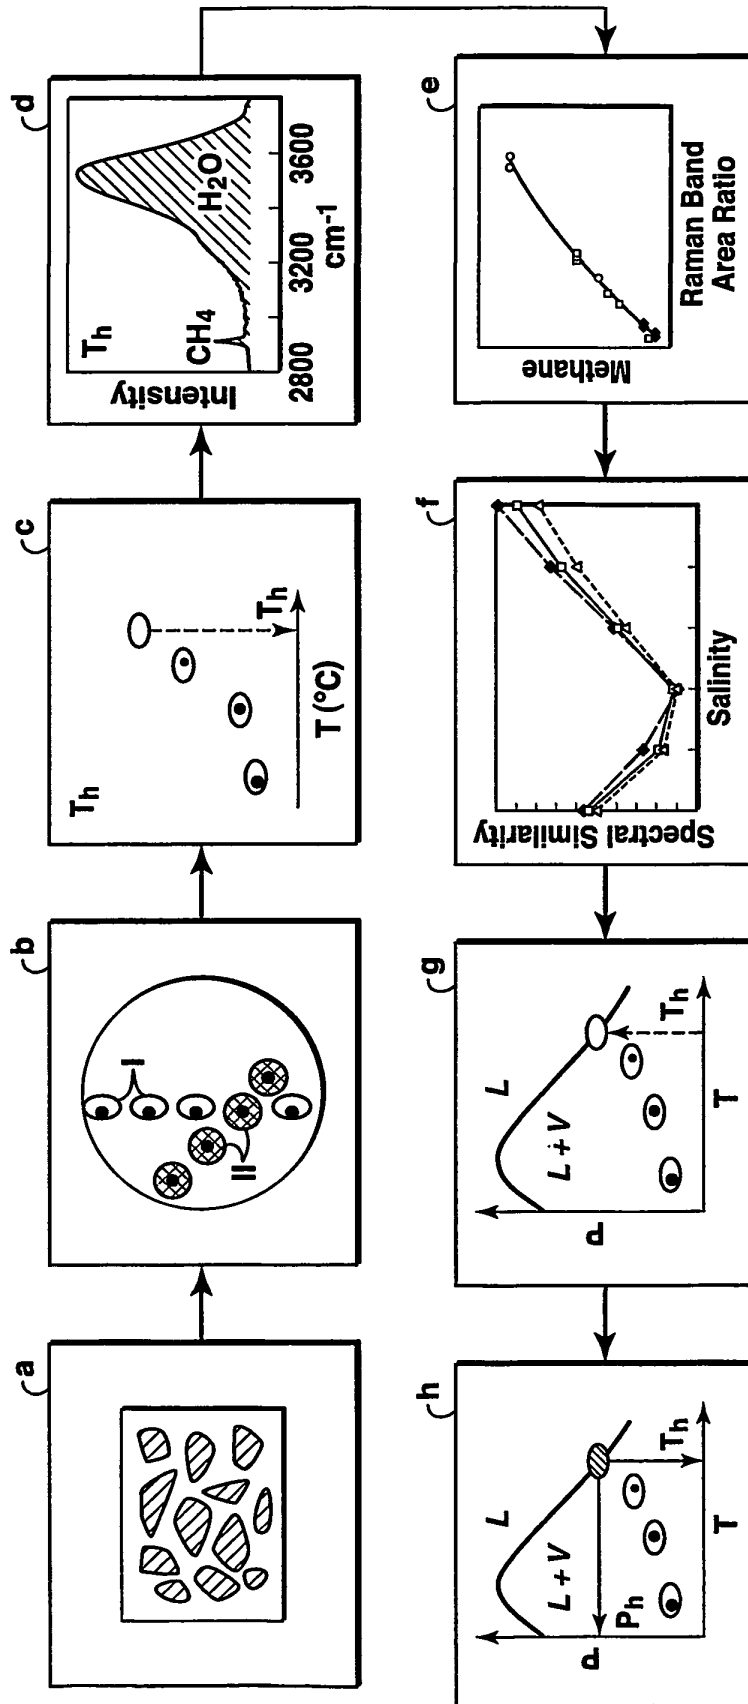 a
b
I
II
c
Th
Th
T (°C)
d
Th
CH4
H2O
Intensity
2800
3200
3600
cm-1
e
Methane
Raman Band
Area Ratio
f
Spectral Similarity
Salinity
g
L
L + V
Th
P
T
h
L
L + V
Ph
Th
P
T